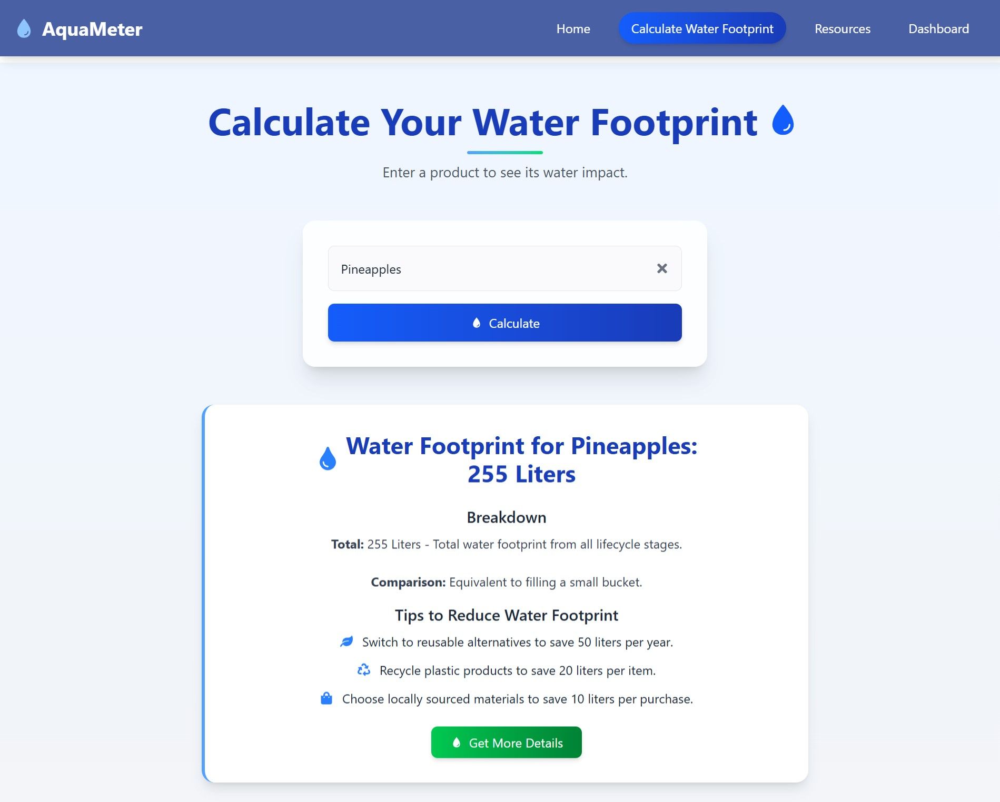 AquaMeter
Home
Calculate Water Footprint
Resources
Dashboard
Calculate Your Water Footprint
Enter a product to see its water impact.
Pineapples
Calculate
Water Footprint for Pineapples:
255 Liters
Breakdown
Total: 255 Liters - Total water footprint from all lifecycle stages.
Comparison: Equivalent to filling a small bucket.
Tips to Reduce Water Footprint
Switch to reusable alternatives to save 50 liters per year.
Recycle plastic products to save 20 liters per item.
Choose locally sourced materials to save 10 liters per purchase.
Get More Details